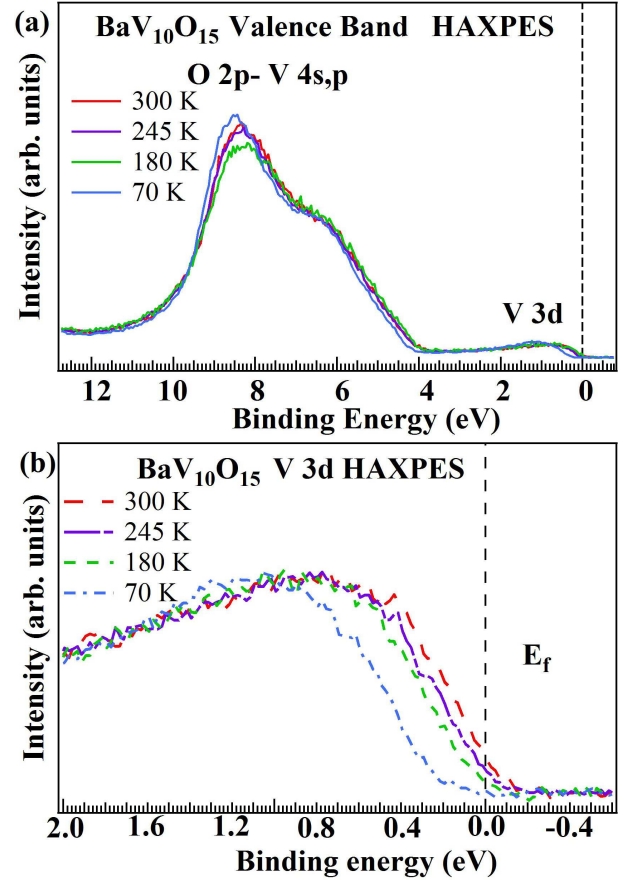 (a) BaV₁₀O₁₅ Valence Band HAXPES
O 2p- V 4s,p
300 K
245 K
180 K
70 K
V 3d
Intensity (arb. units)
12 10 8 6 4 2 0
Binding Energy (eV)
(b) BaV₁₀O₁₅ V 3d HAXPES
300 K
245 K
180 K
70 K
E_f
Intensity (arb. units)
2.0 1.6 1.2 0.8 0.4 0.0 -0.4
Binding energy (eV)